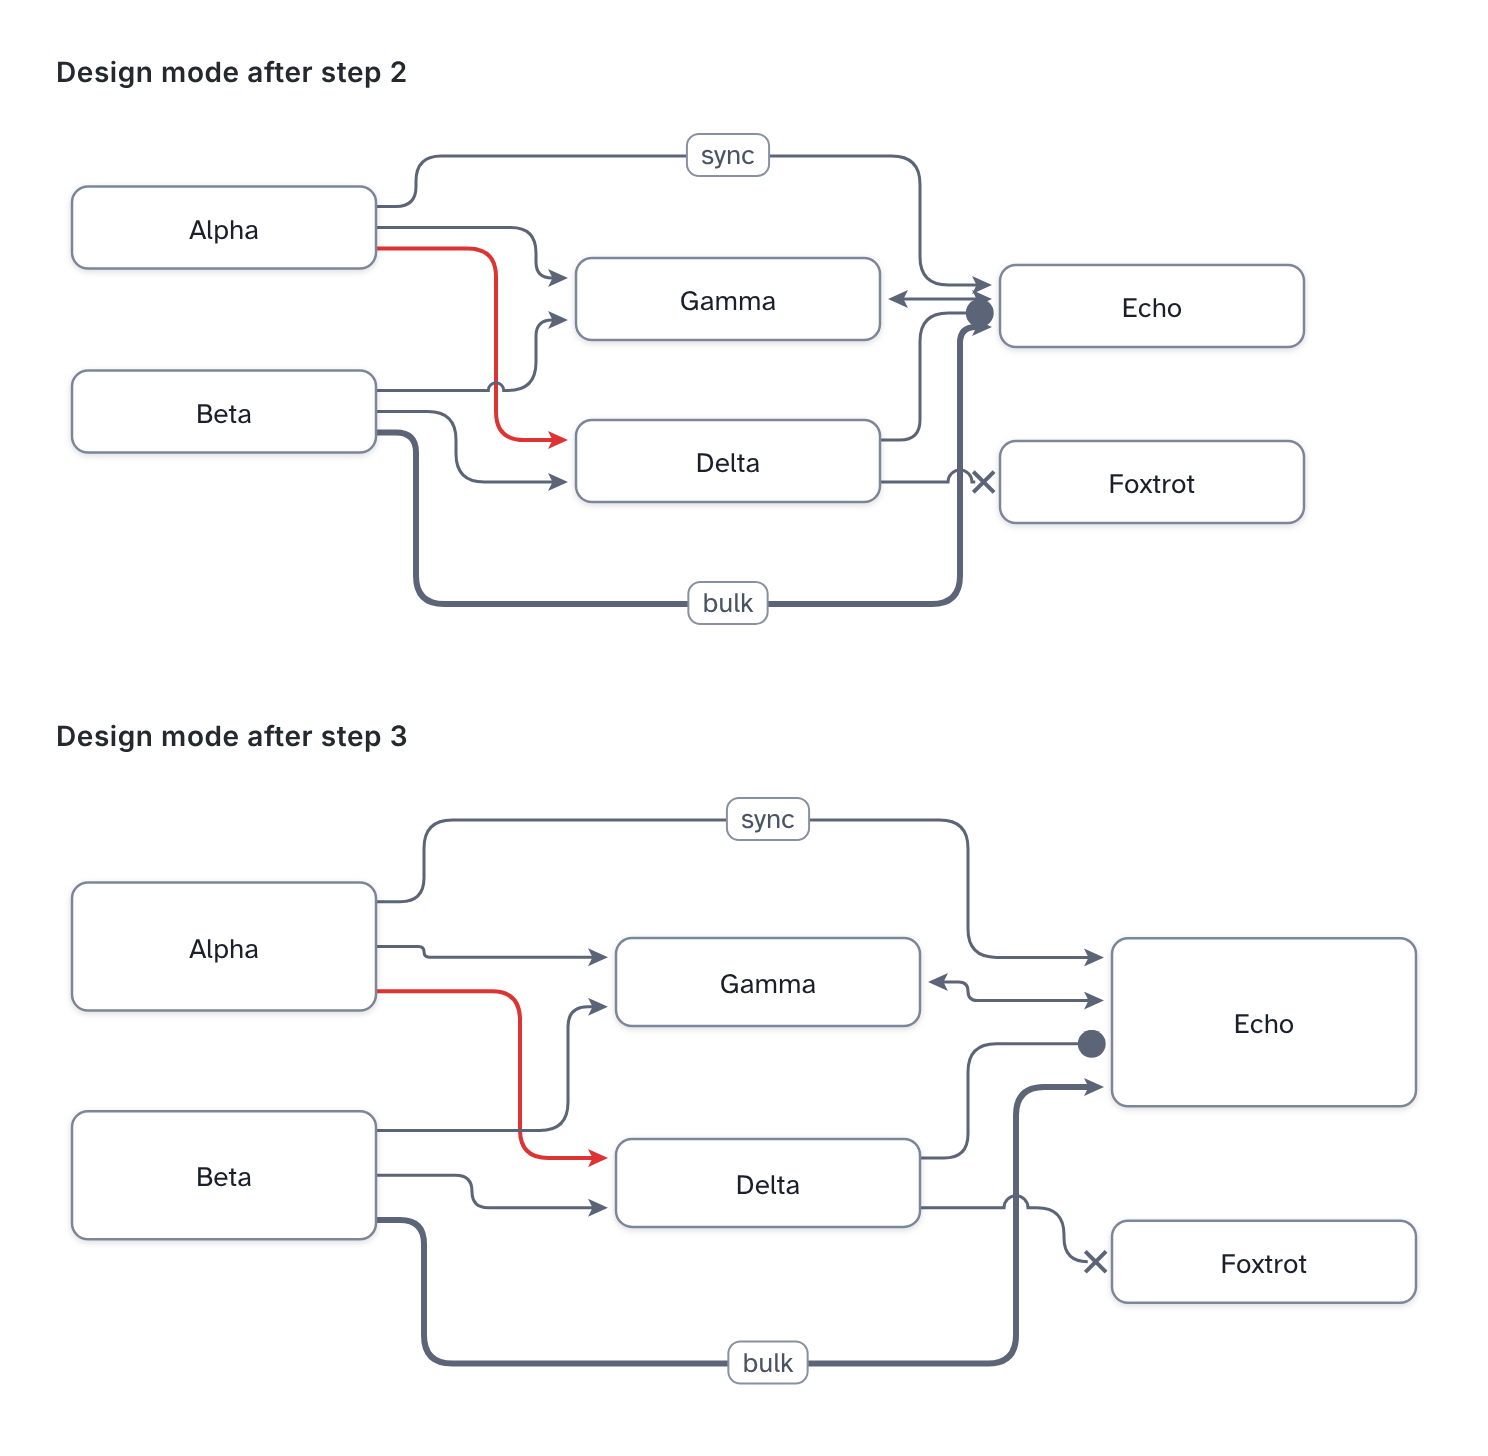 Design mode after step 2
sync
Alpha
Gamma
Echo
Beta
Delta
Foxtrot
bulk
Design mode after step 3
sync
Alpha
Gamma
Echo
Beta
Delta
Foxtrot
bulk